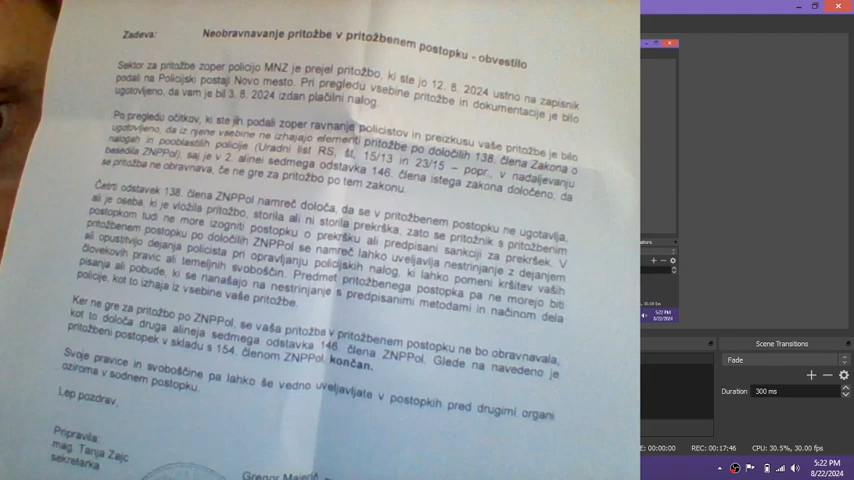 Zadeva: Neobravnavanje pritožbe v pritožbenem postopku - obvestilo
Sektor za pritožbe zoper policijo MNZ je prejel pritožbo, ki ste jo 12. 8. 2024 ustno na zapisnik
podali na Policijski postaji Novo mesto. Pri pregledu vsebine pritožbe in dokumentacije je bilo
ugotovljeno, da vam je bil 3. 8. 2024 izdan plačilni nalog.
Po pregledu očitkov, ki ste jih podali zoper ravnanje policistov in preizkusu vaše pritožbe je bilo
ugotovljeno, da iz njene vsebine ne izhajajo elementi pritožbe po določilih 138. člena Zakona o
nalogah in pooblastilih policije (Uradni list RS, št. 15/13 in 23/15 – popr., v nadaljevanju
besedila ZNPPol), saj je v 2. alinei sedmega odstavka 146. člena istega zakona določeno, da
se pritožba ne obravnava, če ne gre za pritožbo po tem zakonu.
Četrti odstavek 138. člena ZNPPol namreč določa, da se v pritožbenem postopku ne ugotavlja,
ali je oseba, ki je vložila pritožbo, storila ali ni storila prekrška, zato se pritožnik s pritožbenim
postopkom tud ne more izogniti postopku o prekršku ali predpisani sankciji za prekršek. V
pritožbenem postopku po določilih ZNPPol se namreč lahko uveljavlja nestrinjanje z dejanjem
ali opustitvijo dejanja policista pri opravljanju policijskih nalog, ki lahko pomeni kršitev vaših
človekovih pravic ali temeljnih svoboščin. Predmet pritožbenega postopka pa ne morejo biti
pisanja ali pobude, ki se nanašajo na nestrinjanje s predpisanimi metodami in načinom dela
policije, kot to izhaja iz vsebine vaše pritožbe.
Ker ne gre za pritožbo po ZNPPol, se vaša pritožba v pritožbenem postopku ne bo obravnavala,
kot to določa druga alineja sedmega odstavka 146. člena ZNPPol. Glede na navedeno je
pritožbeni postopek v skladu s 154. členom ZNPPol končan.
Svoje pravice in svoboščine pa lahko še vedno uveljavljate v postopkih pred drugimi organi
oziroma v sodnem postopku.
Lep pozdrav,
Pripravila:
mag. Tanja Zajc
sekretarka
Gregor
Scene Transitions
Fade
Duration 300 ms
REC: 00:17:46 CPU: 30.5%, 30.00 fps
5:22 PM
8/22/2024
5:22 PM
8/22/2024